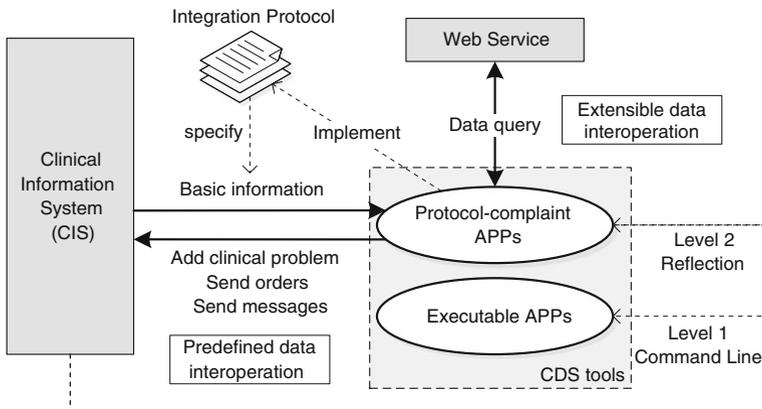 Integration Protocol
Web Service
specify
Implement
Data query
Extensible data
interoperation
Clinical
Information
System
(CIS)
Basic information
Protocol-complaint
APPs
Level 2
Reflection
Add clinical problem
Send orders
Send messages
Executable APPs
Level 1
Command Line
Predefined data
interoperation
CDS tools